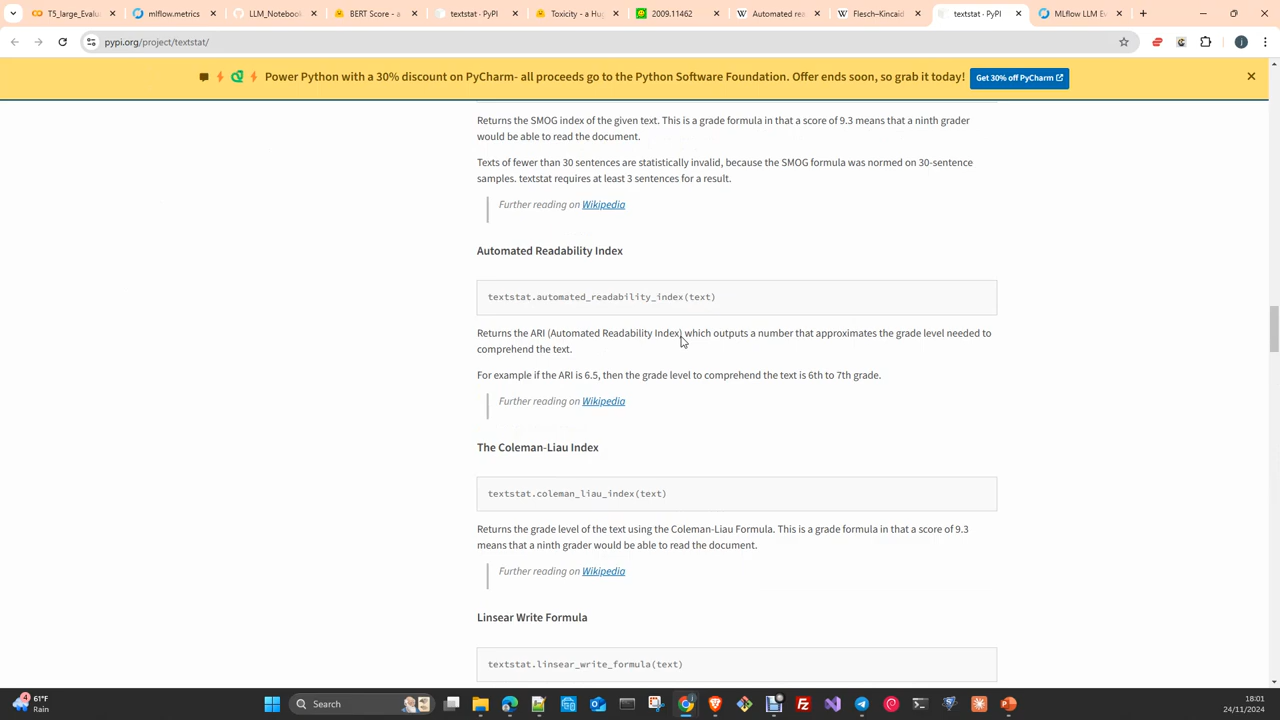 T5_large_Evalua
mlflow.metrics
LLM_Notebook
BERT Score - a
textstat · PyPI
Toxicity - a Hug
2009.11462
Automated rea
Flesch–Kincaid
textstat · PyPI
MLflow LLM Ev
pypi.org/project/textstat/
Power Python with a 30% discount on PyCharm- all proceeds go to the Python Software Foundation. Offer ends soon, so grab it today!
Get 30% off PyCharm
Returns the SMOG index of the given text. This is a grade formula in that a score of 9.3 means that a ninth grader
would be able to read the document.
Texts of fewer than 30 sentences are statistically invalid, because the SMOG formula was normed on 30-sentence
samples. textstat requires at least 3 sentences for a result.
Further reading on Wikipedia
Automated Readability Index
textstat.automated_readability_index(text)
Returns the ARI (Automated Readability Index) which outputs a number that approximates the grade level needed to
comprehend the text.
For example if the ARI is 6.5, then the grade level to comprehend the text is 6th to 7th grade.
Further reading on Wikipedia
The Coleman-Liau Index
textstat.coleman_liau_index(text)
Returns the grade level of the text using the Coleman-Liau Formula. This is a grade formula in that a score of 9.3
means that a ninth grader would be able to read the document.
Further reading on Wikipedia
Linsear Write Formula
textstat.linsear_write_formula(text)
4
61°F
Rain
Search
18:01
24/11/2024